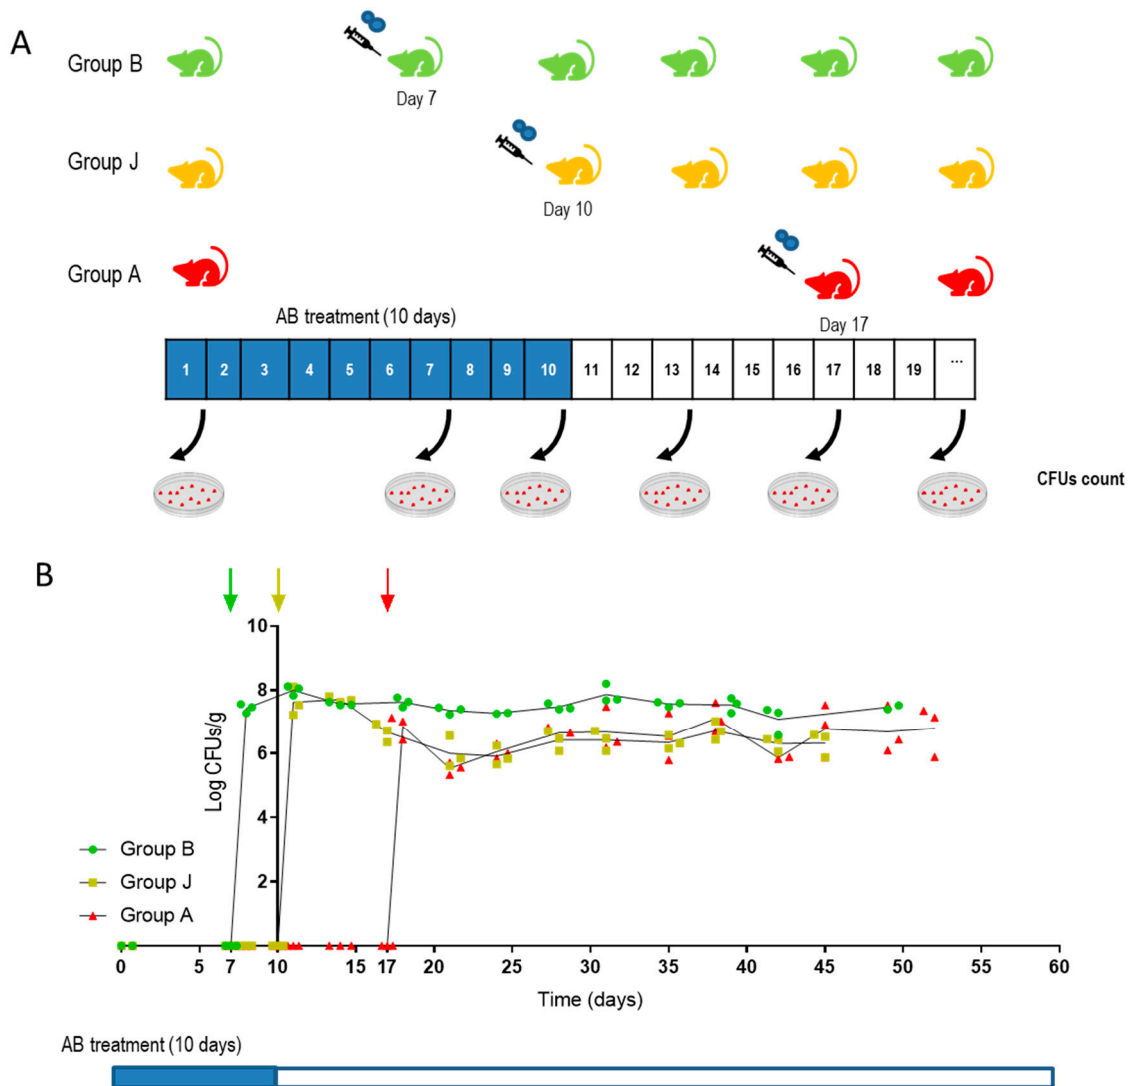 A
Group B
Day 7
Group J
Day 10
Group A
Day 17
AB treatment (10 days)
1 2 3 4 5 6 7 8 9 10 11 12 13 14 15 16 17 18 19 ...
CFUs count
B
10
8
6
4
2
Log CFUs/g
Group B
Group J
Group A
0 5 7 10 15 17 20 25 30 35 40 45 50 55 60
Time (days)
AB treatment (10 days)